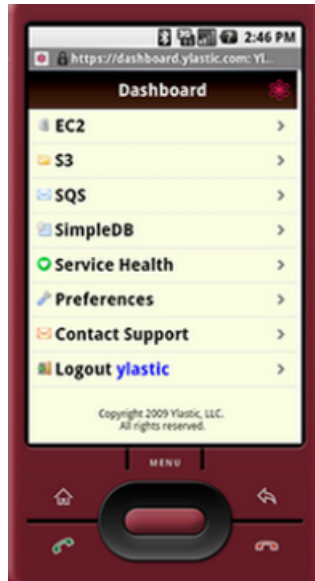 2:46 PM
https://dashboard.ylastic.com: Yl...
Dashboard
EC2
S3
SQS
SimpleDB
Service Health
Preferences
Contact Support
Logout ylastic
Copyright 2009 Ylastic, LLC.
All rights reserved.
MENU